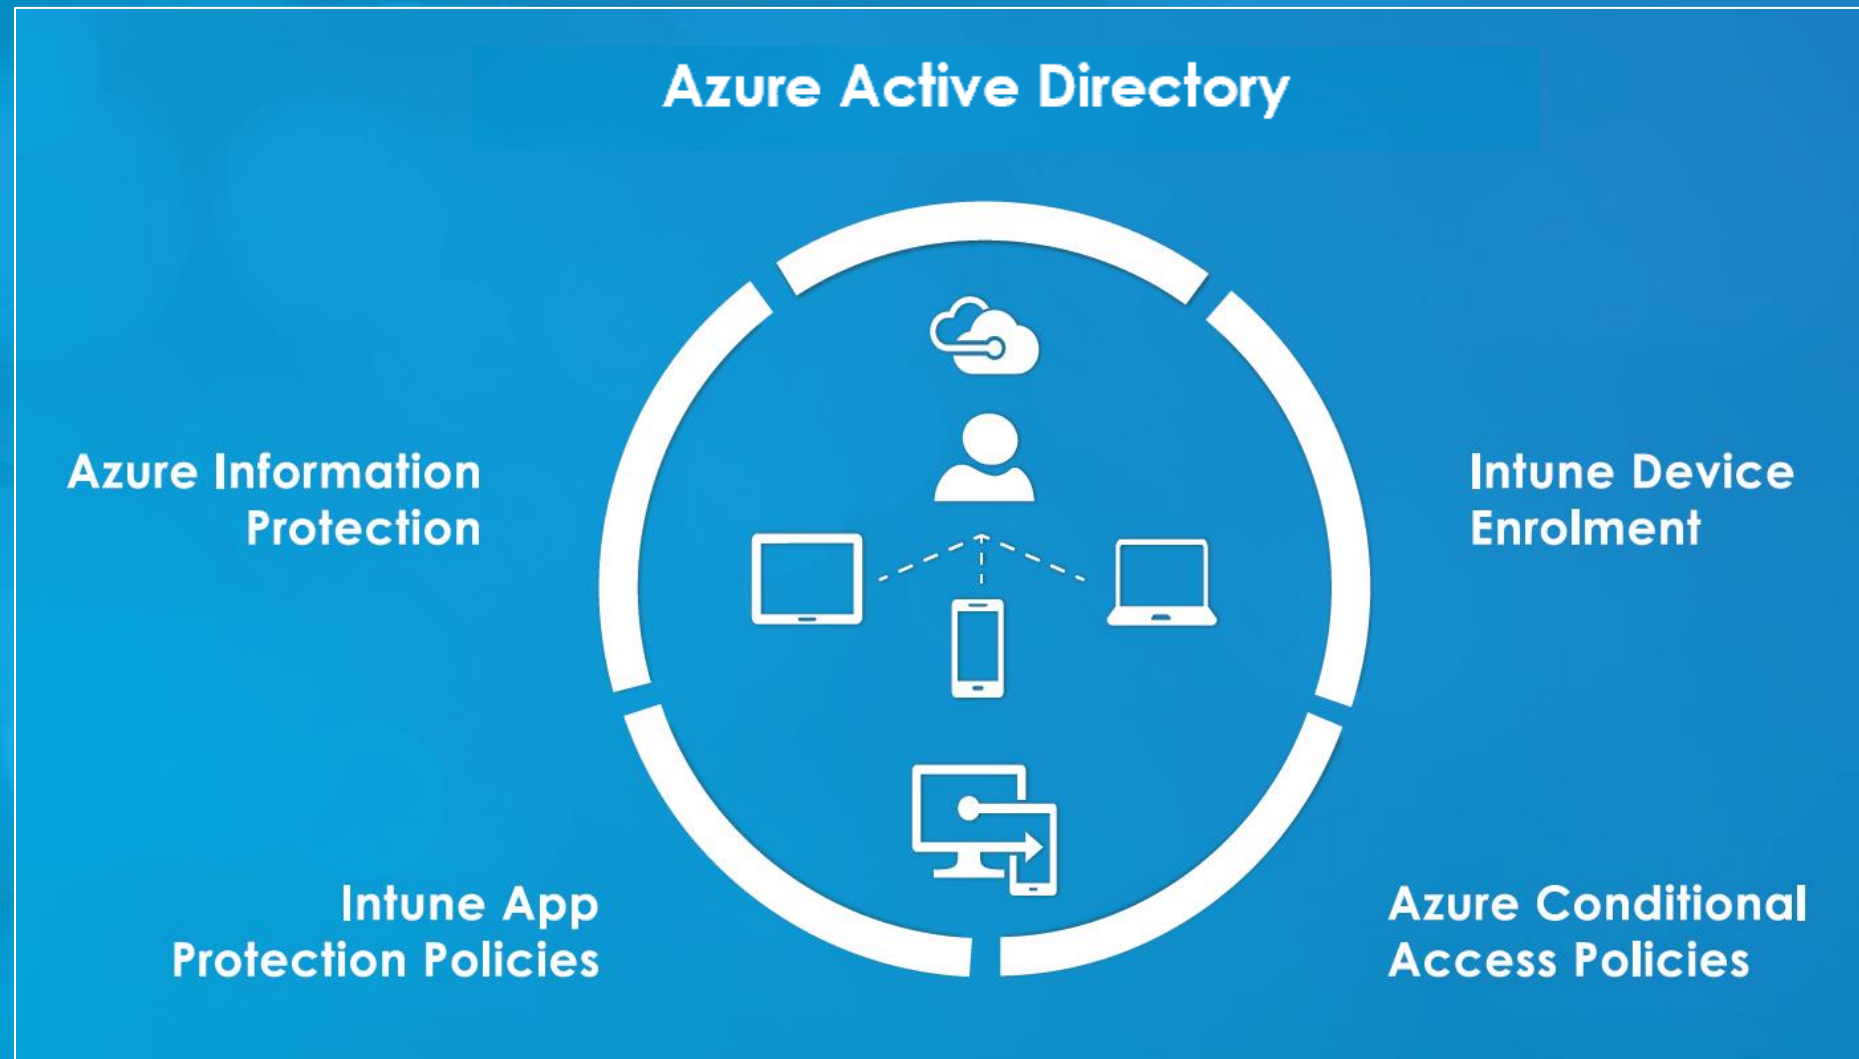 Azure Active Directory
Azure Information
Protection
Intune Device
Enrolment
Intune App
Protection Policies
Azure Conditional
Access Policies